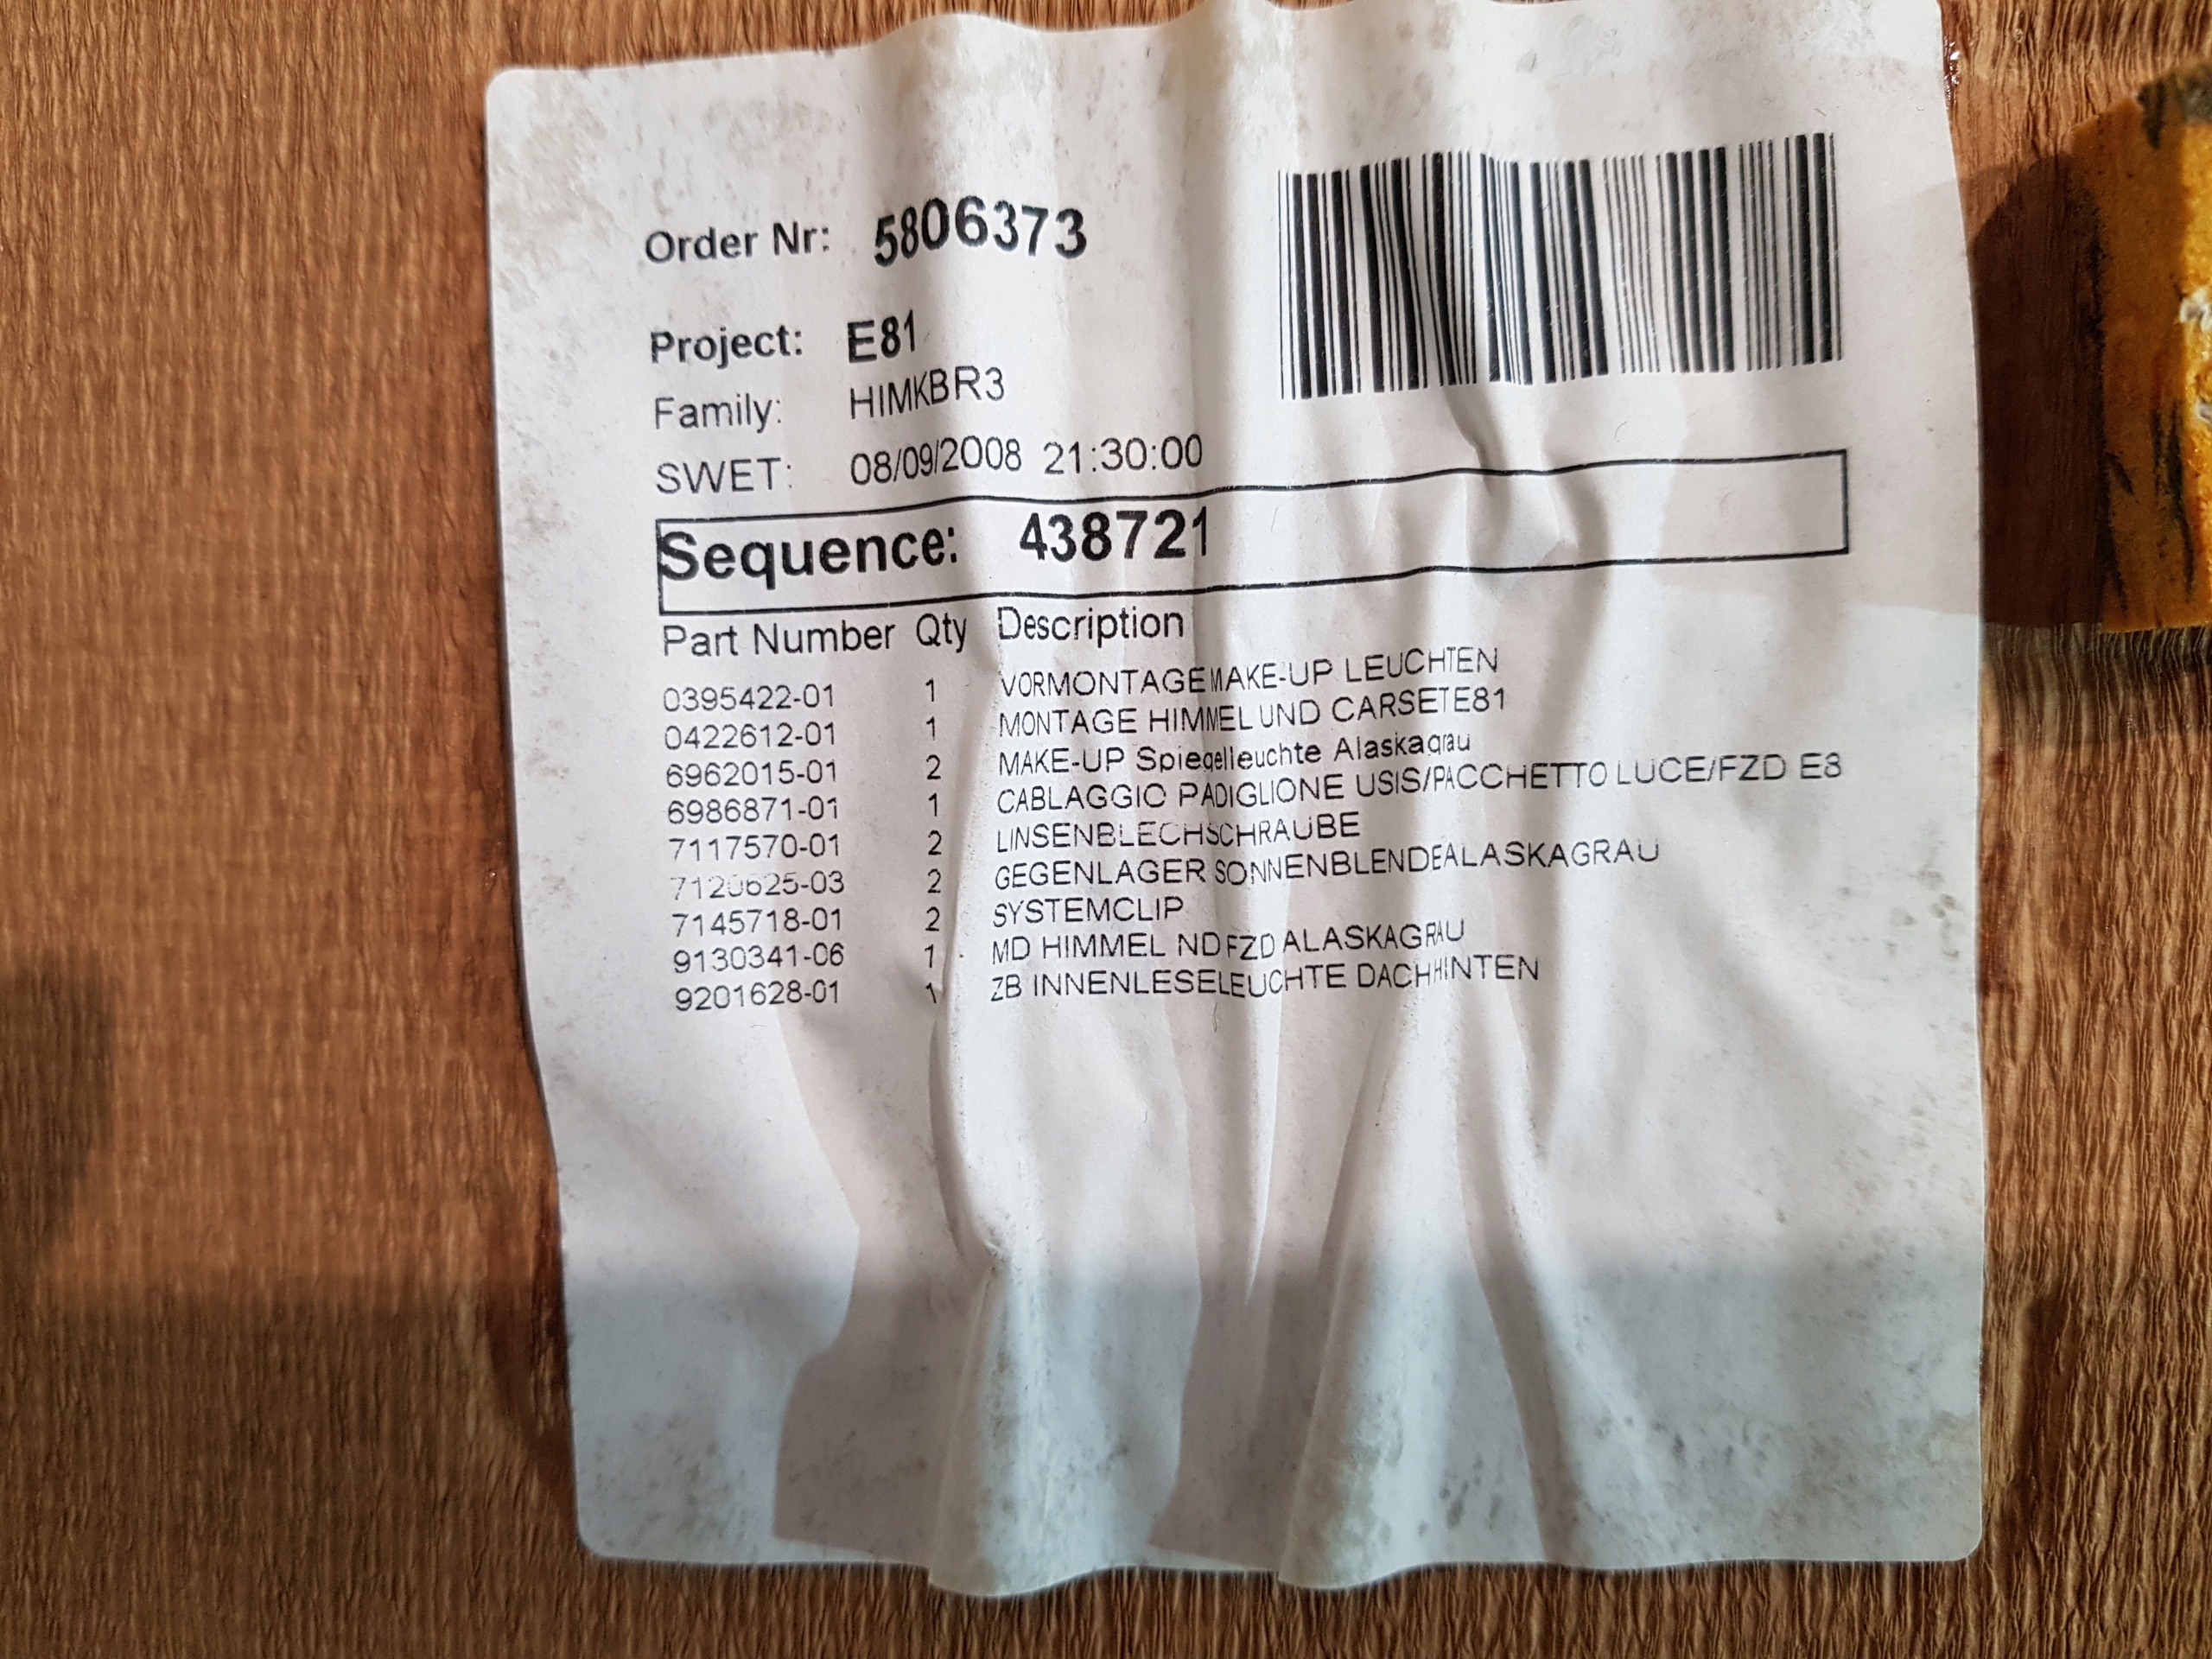 Order Nr: 5806373
Project: E81
Family: HIMKBR3
SWET: 08/09/2008 21:30:00
Sequence: 438721
Part Number Qty Description
0395422-01 1 VORMONTAGE MAKE-UP LEUCHTEN
0422612-01 1 MONTAGE HIMMEL UND CARSET E81
6962015-01 2 MAKE-UP Spiegelleuchte Alaskagrau
6986871-01 1 CABLAGGIO PADIGLIONE USIS/PACCHETTO LUCE/FZD E8
7117570-01 2 LINSENBLECHSCHRAUBE
2 GEGENLAGER SONNENBLENDE ALASKAGRAU
7145718-01 2 SYSTEMCLIP
9130341-06 1 MD HIMMEL ND FZD ALASKAGRAU
9201628-01 1 ZB INNENLESELEUCHTE DACH HINTEN